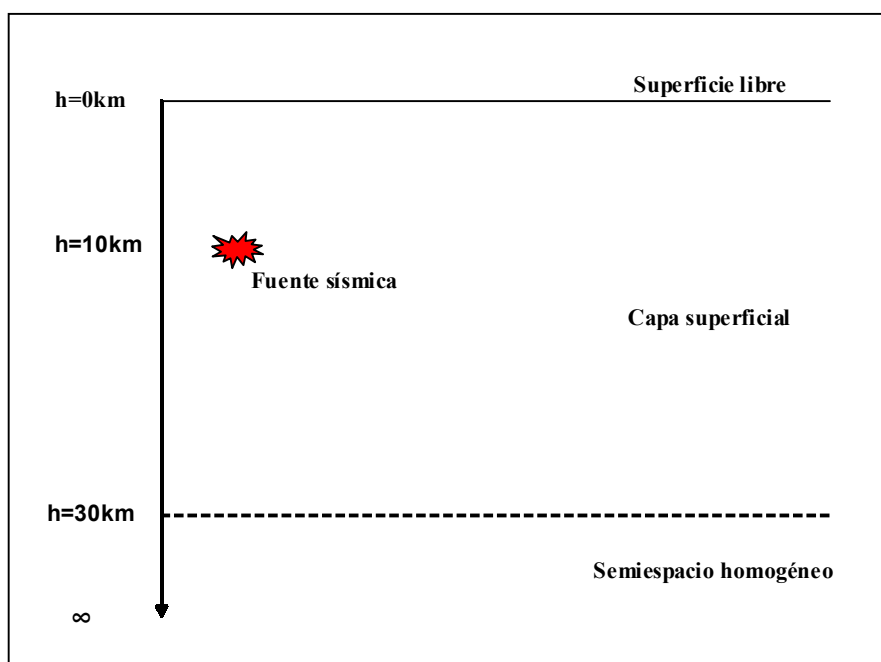 Superficie libre
h=0km
h=10km
Fuente sísmica
Capa superficial
h=30km
Semiespacio homogéneo
∞